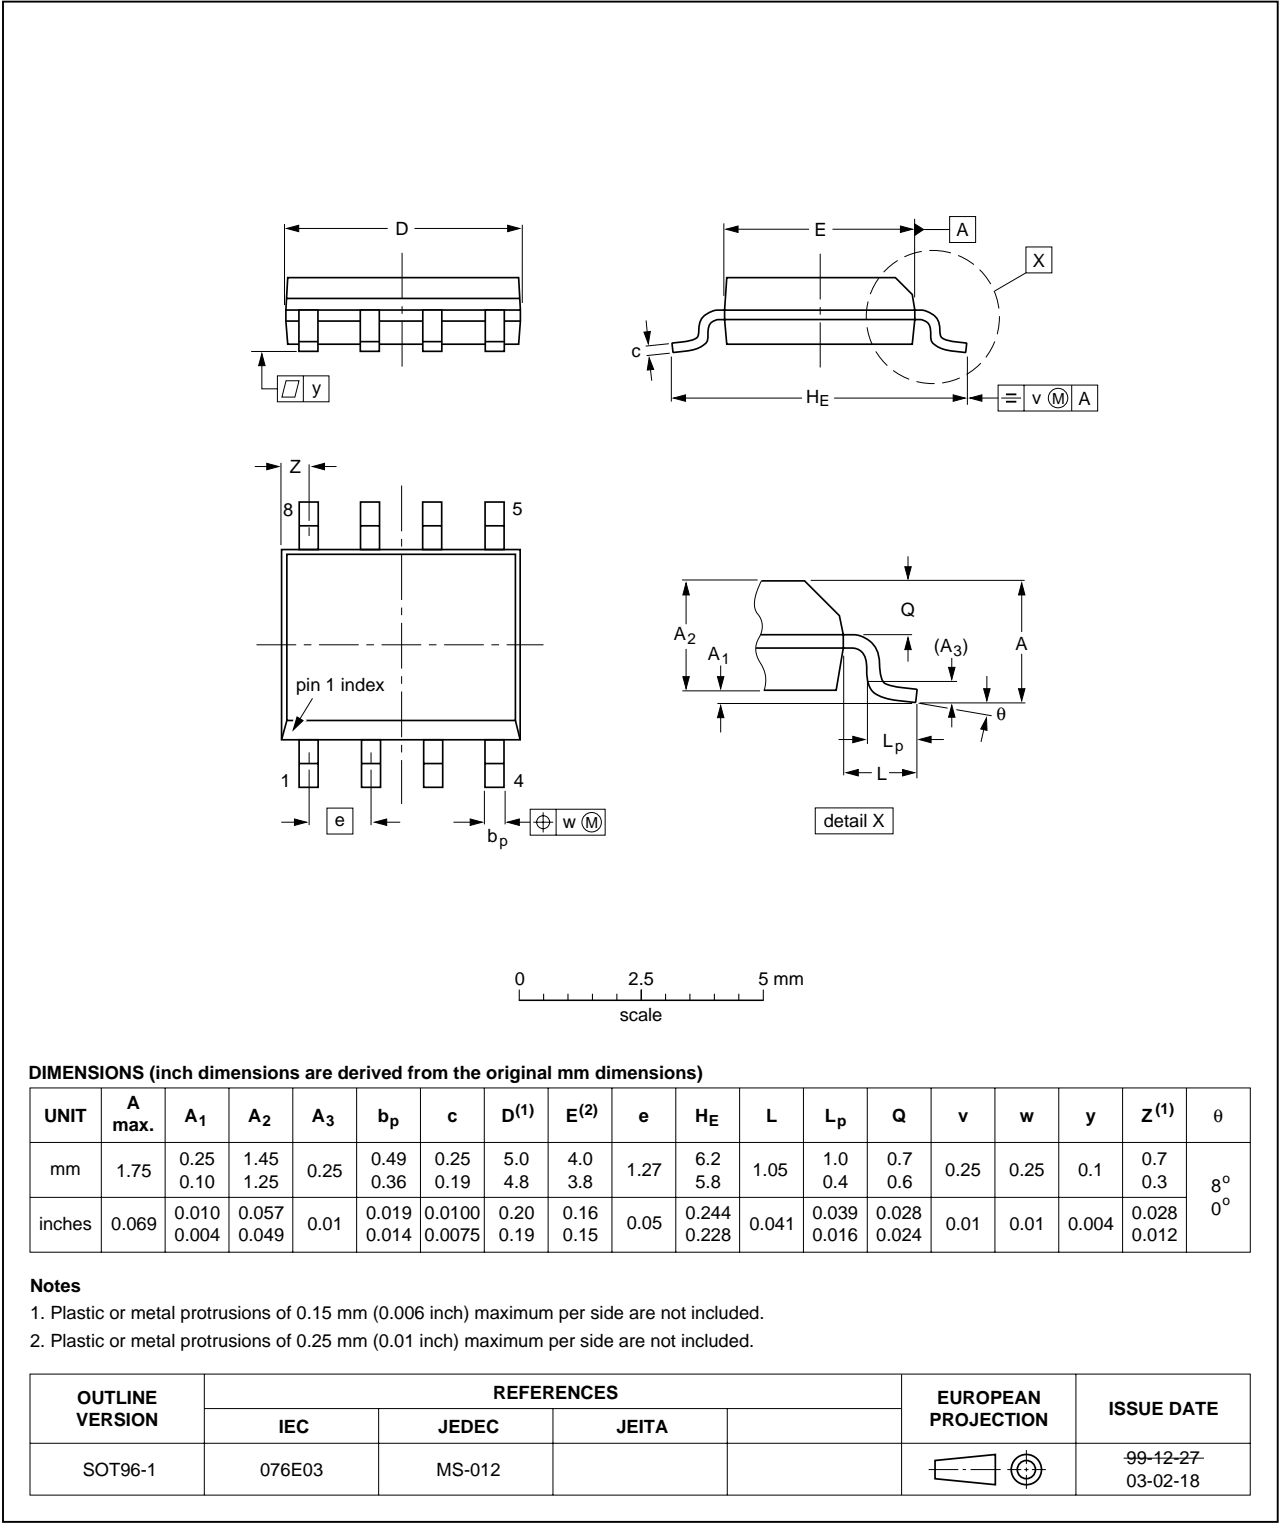 D
E
A
X
c
y
HE
v Ⓜ A
Z
8
5
pin 1 index
1
4
e
bp
w Ⓜ
Q
A2
A1
(A3)
A
θ
Lp
L
detail X
0 2.5 5 mm
scale
DIMENSIONS (inch dimensions are derived from the original mm dimensions)
UNIT A max. A1 A2 A3 bp c D(1) E(2) e HE L Lp Q v w y Z(1) θ
mm 1.75 0.25 0.10 1.45 1.25 0.25 0.49 0.36 0.25 0.19 5.0 4.8 4.0 3.8 1.27 6.2 5.8 1.05 1.0 0.4 0.7 0.6 0.25 0.25 0.1 0.7 0.3 8o 0o
inches 0.069 0.010 0.004 0.057 0.049 0.01 0.019 0.014 0.0100 0.0075 0.20 0.19 0.16 0.15 0.05 0.244 0.228 0.041 0.039 0.016 0.028 0.024 0.01 0.01 0.004 0.028 0.012
Notes
1. Plastic or metal protrusions of 0.15 mm (0.006 inch) maximum per side are not included.
2. Plastic or metal protrusions of 0.25 mm (0.01 inch) maximum per side are not included.
OUTLINE VERSION REFERENCES EUROPEAN PROJECTION ISSUE DATE
IEC JEDEC JEITA
SOT96-1 076E03 MS-012 99-12-27
03-02-18